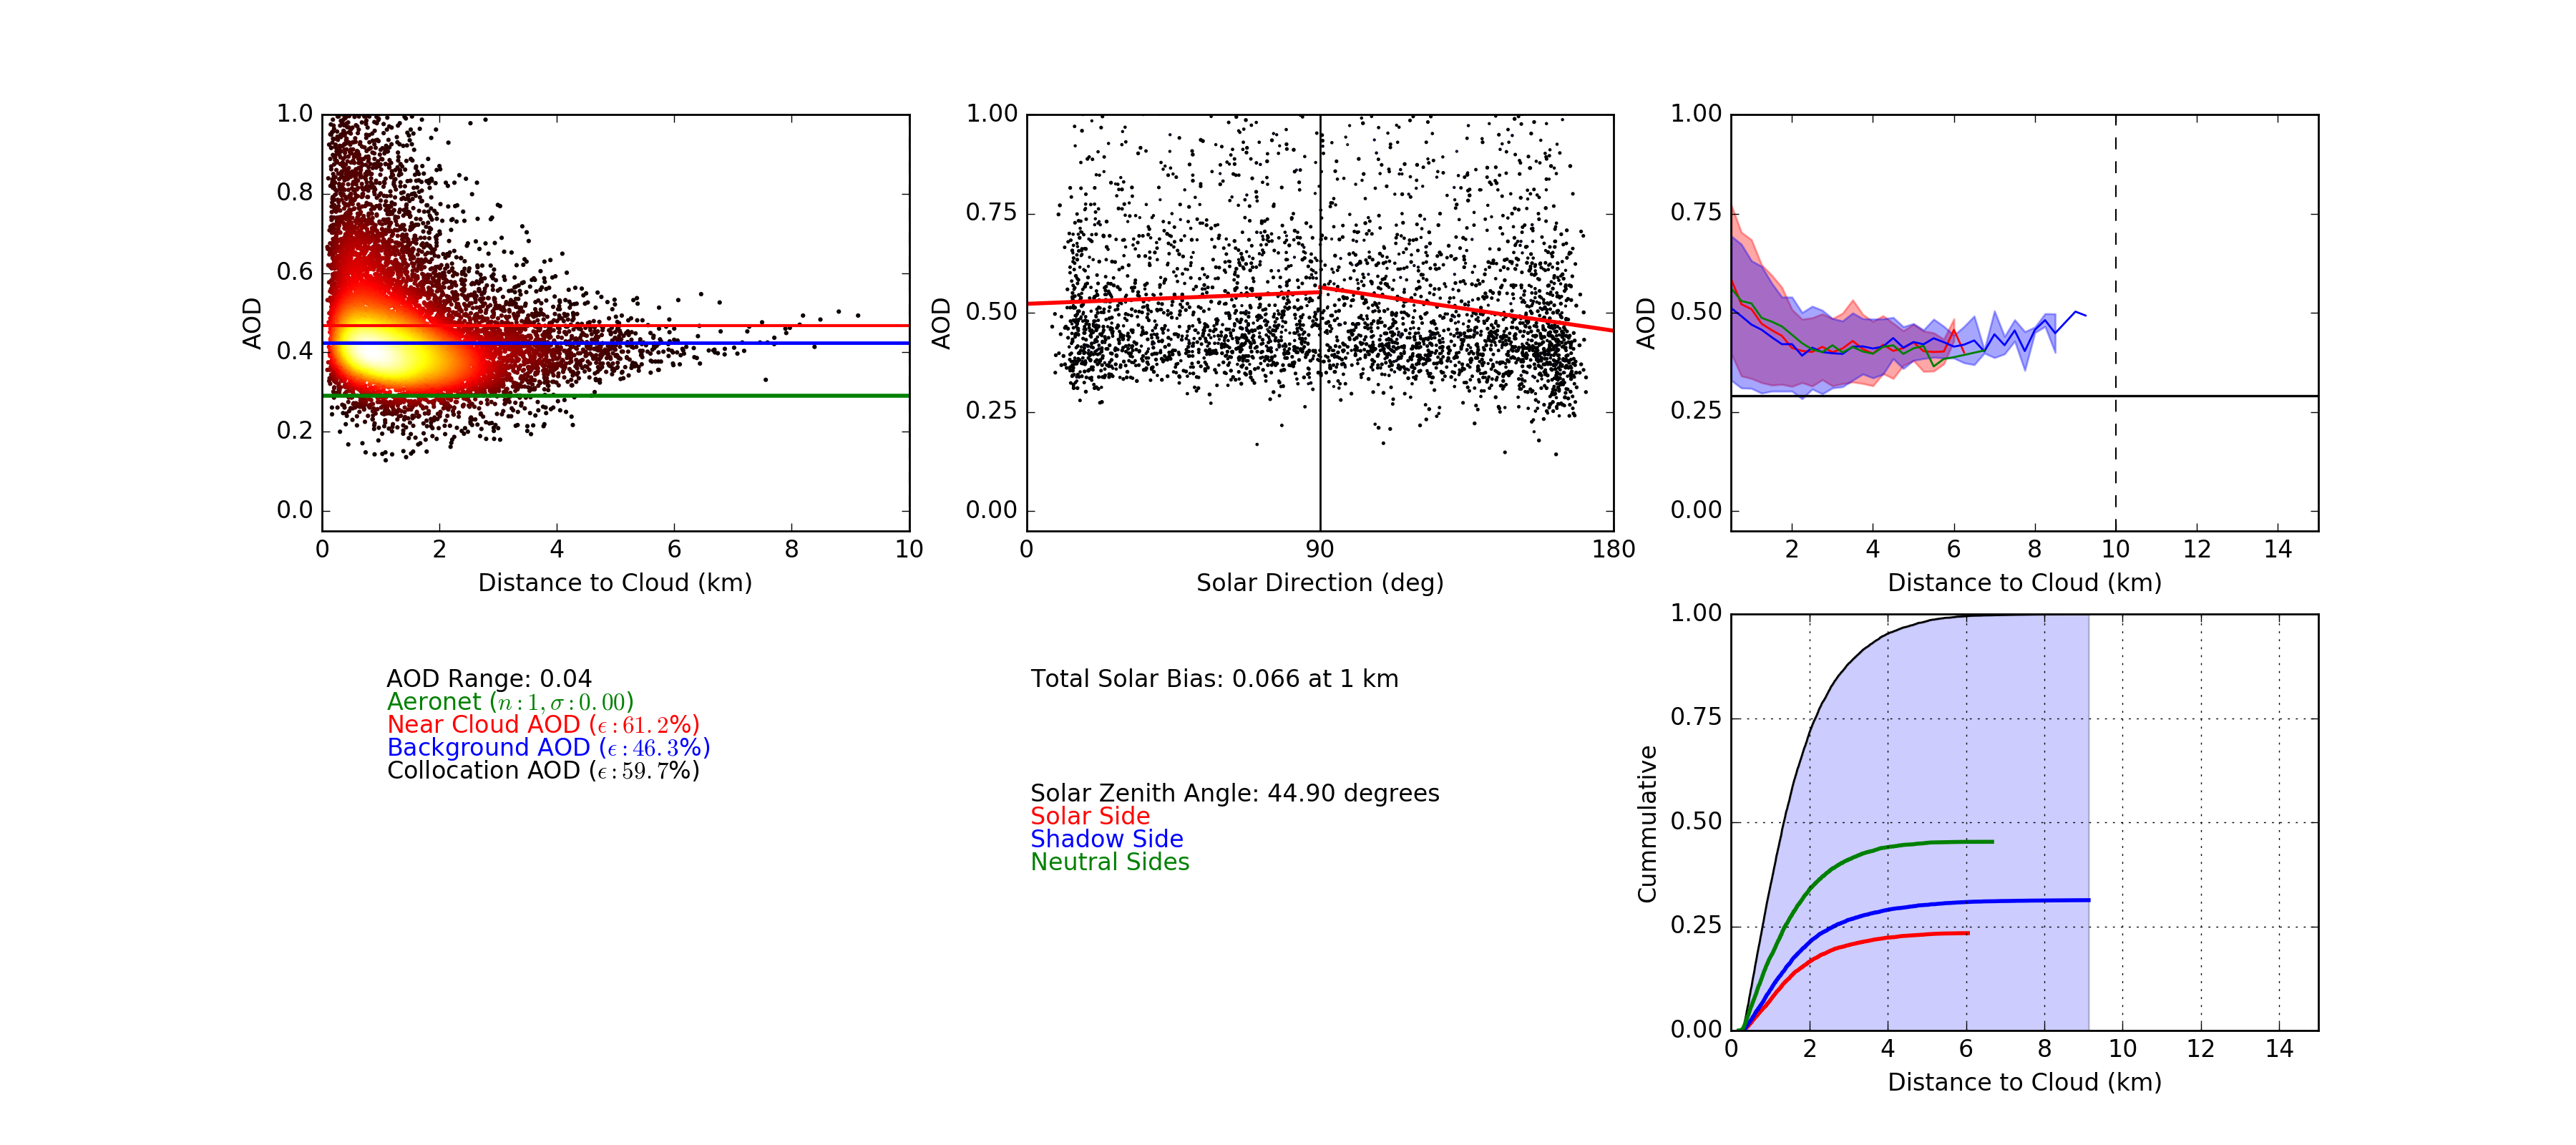 1.0
0.8
0.6
0.4
0.2
0.0
AOD
0
2
4
6
8
10
Distance to Cloud (km)
1.00
0.75
0.50
0.25
0.00
AOD
0
90
180
Solar Direction (deg)
1.00
0.75
0.50
0.25
0.00
AOD
2
4
6
8
10
12
14
Distance to Cloud (km)
AOD Range: 0.04
Aeronet (n : 1, σ : 0.00)
Near Cloud AOD (ϵ : 61.2%)
Background AOD (ϵ : 46.3%)
Collocation AOD (ϵ : 59.7%)
Total Solar Bias: 0.066 at 1 km
Solar Zenith Angle: 44.90 degrees
Solar Side
Shadow Side
Neutral Sides
1.00
0.75
0.50
0.25
0.00
Cummulative
0
2
4
6
8
10
12
14
Distance to Cloud (km)